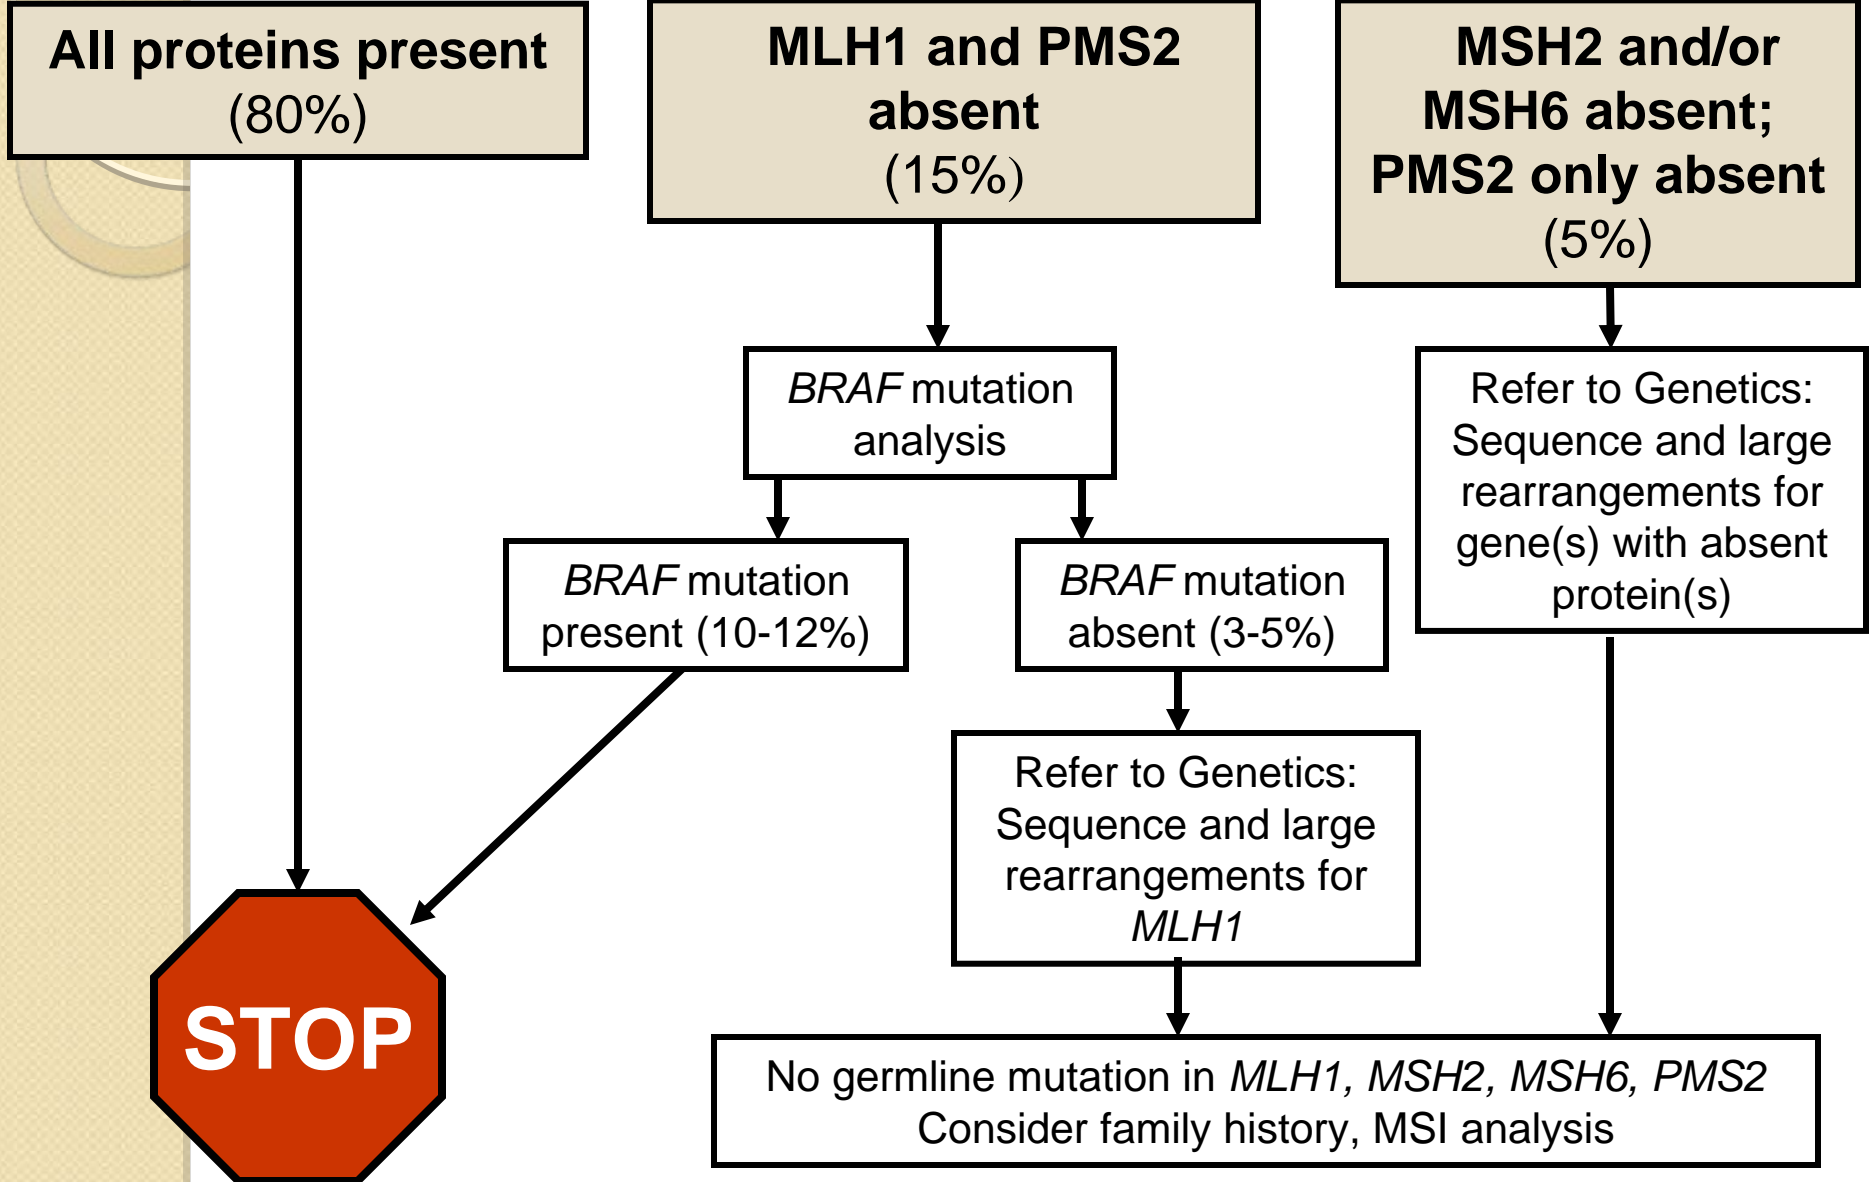 All proteins present
(80%)
MLH1 and PMS2
absent
(15%)
MSH2 and/or
MSH6 absent;
PMS2 only absent
(5%)
BRAF mutation
analysis
BRAF mutation
present (10-12%)
BRAF mutation
absent (3-5%)
Refer to Genetics:
Sequence and large
rearrangements for
gene(s) with absent
protein(s)
Refer to Genetics:
Sequence and large
rearrangements for
MLH1
STOP
No germline mutation in MLH1, MSH2, MSH6, PMS2
Consider family history, MSI analysis